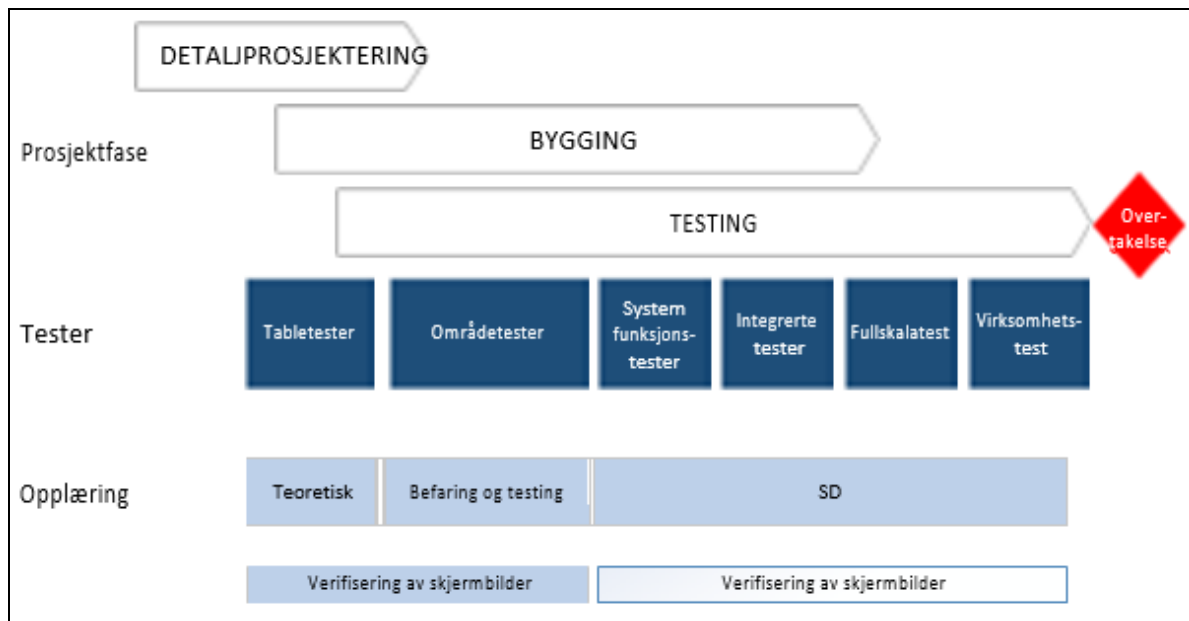 DETALJPROSJEKTERING
Prosjektfase
BYGGING
TESTING
Over-
takelse
Tester
Tabletester
Områdetester
System
funksjons-
tester
Integrerte
tester
Fullskalatest
Virksomhets-
test
Opplæring
Teoretisk
Befaring og testing
SD
Verifisering av skjermbilder
Verifisering av skjermbilder